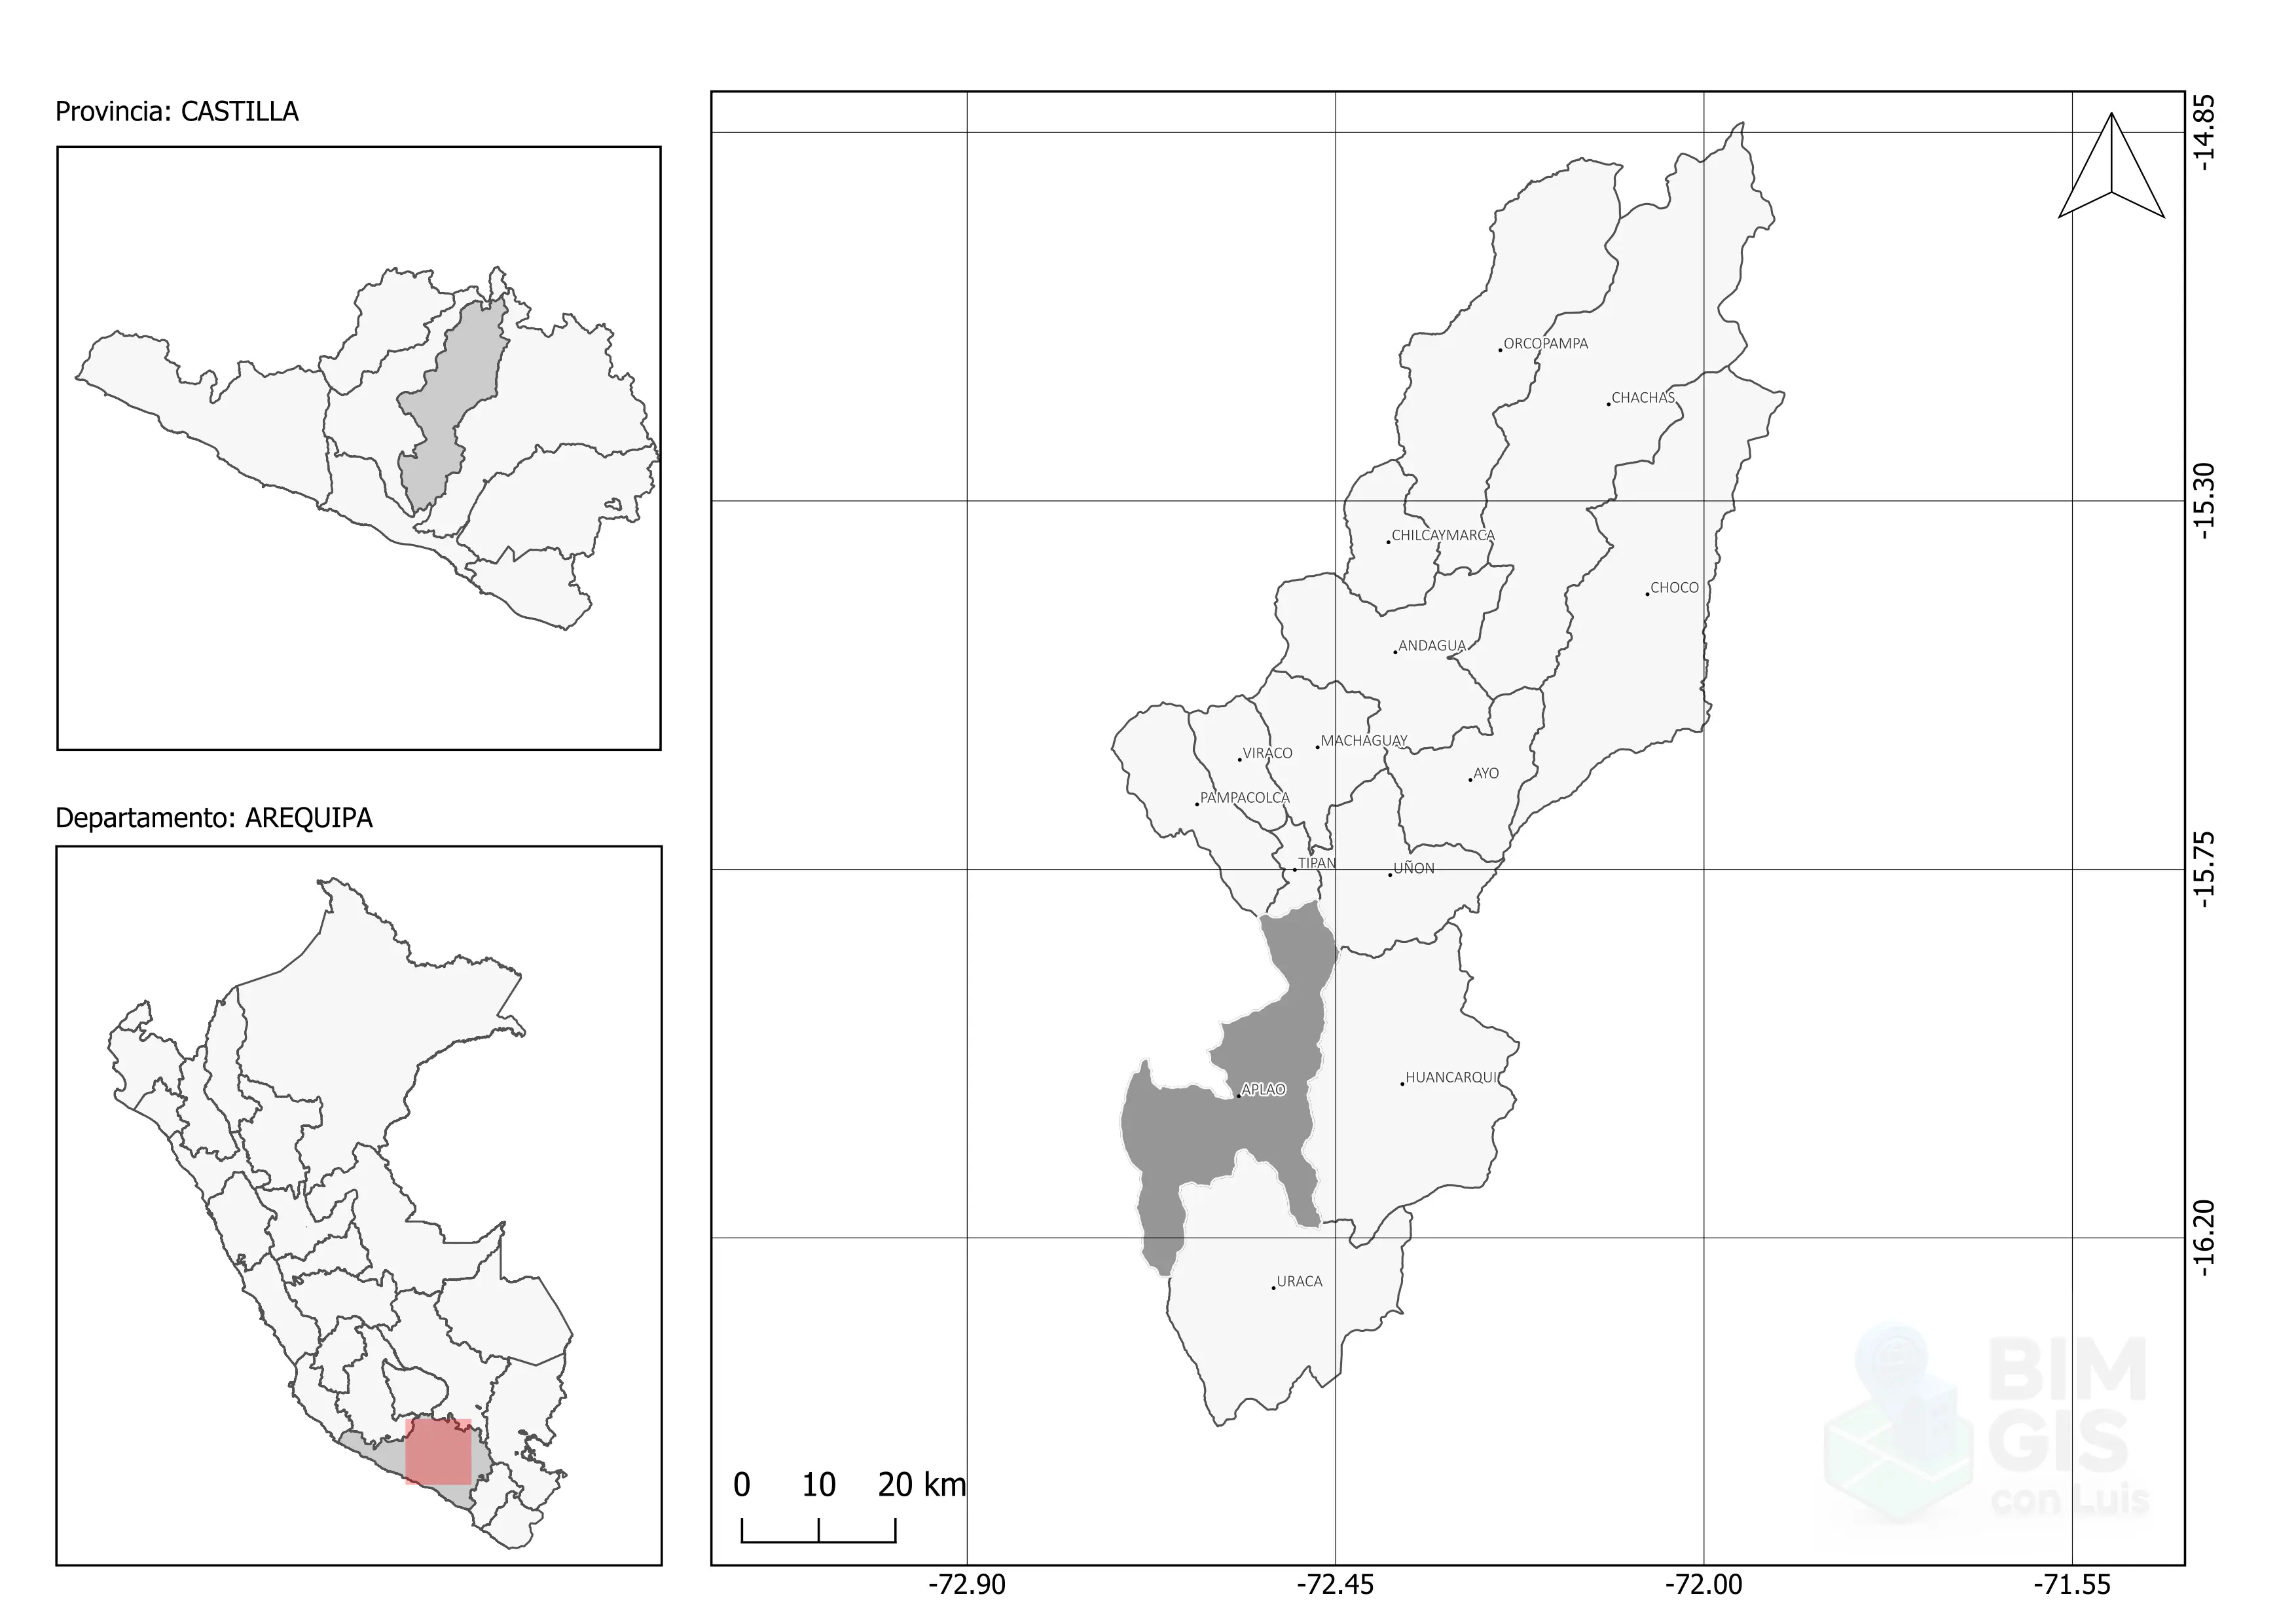 Provincia: CASTILLA
Departamento: AREQUIPA
-14.85
ORCOPAMPA
CHACHAS
-15.30
CHILCAYMARCA
CHOCO
ANDAGUA
MACHAGUAY
VIRACO
AYO
PAMPACOLCA
TIPAN
UÑON
-15.75
HUANCARQUI
APLAO
-16.20
URACA
BIM
GIS
con Luis
0 10 20 km
-72.90 -72.45 -72.00 -71.55